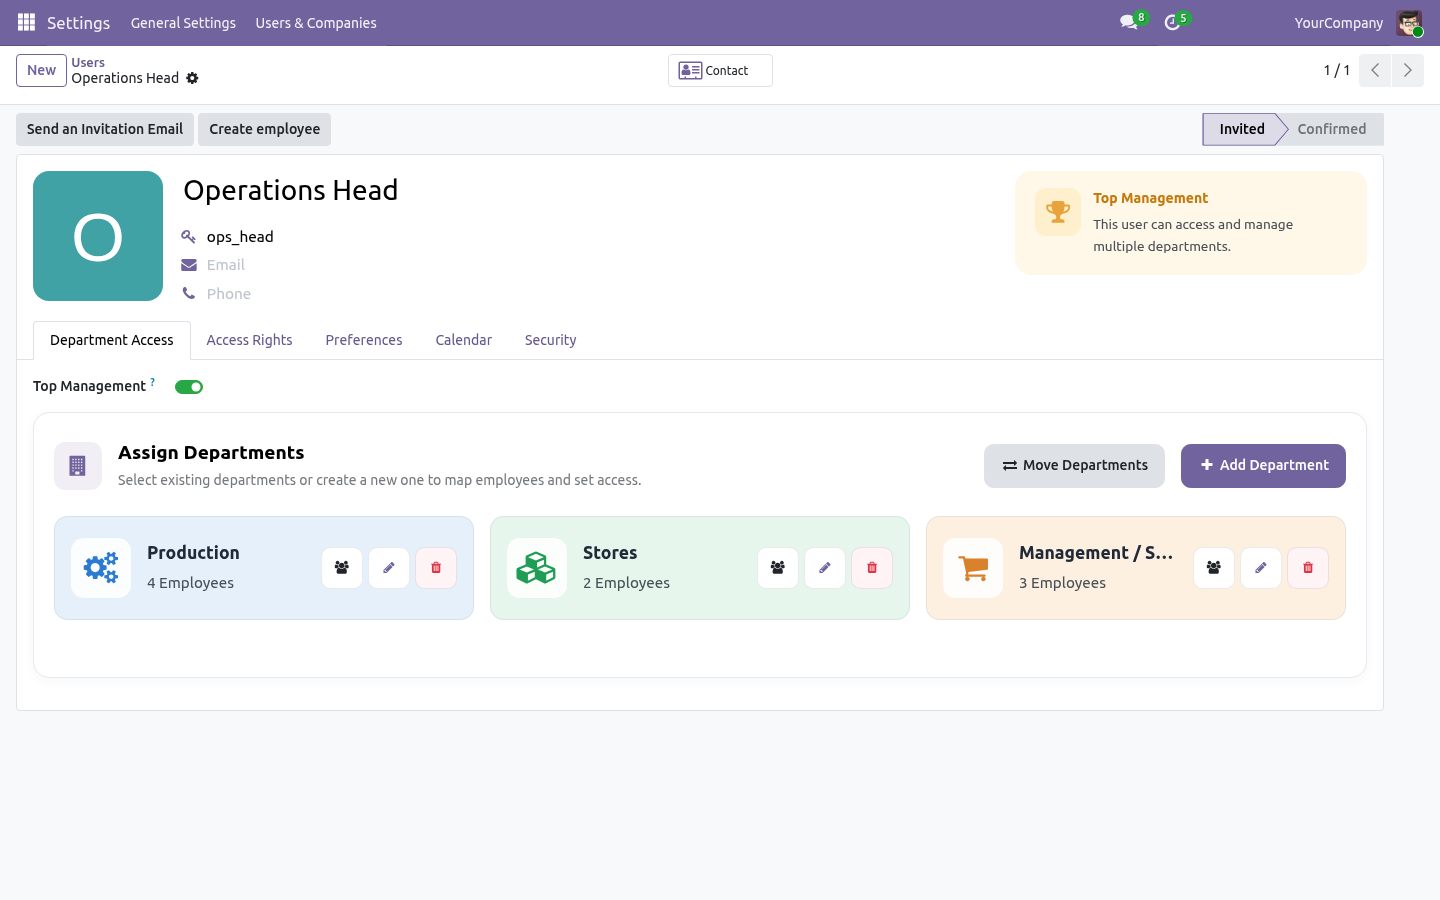 Settings General Settings Users & Companies 8 5 YourCompany
New Users
Operations Head
Contact
1 / 1
Send an Invitation Email Create employee Invited Confirmed
O
Operations Head
ops_head
Email
Phone
Top Management
This user can access and manage
multiple departments.
Department Access Access Rights Preferences Calendar Security
Top Management ?
Assign Departments
Select existing departments or create a new one to map employees and set access.
Move Departments Add Department
Production
4 Employees
Stores
2 Employees
Management / S...
3 Employees